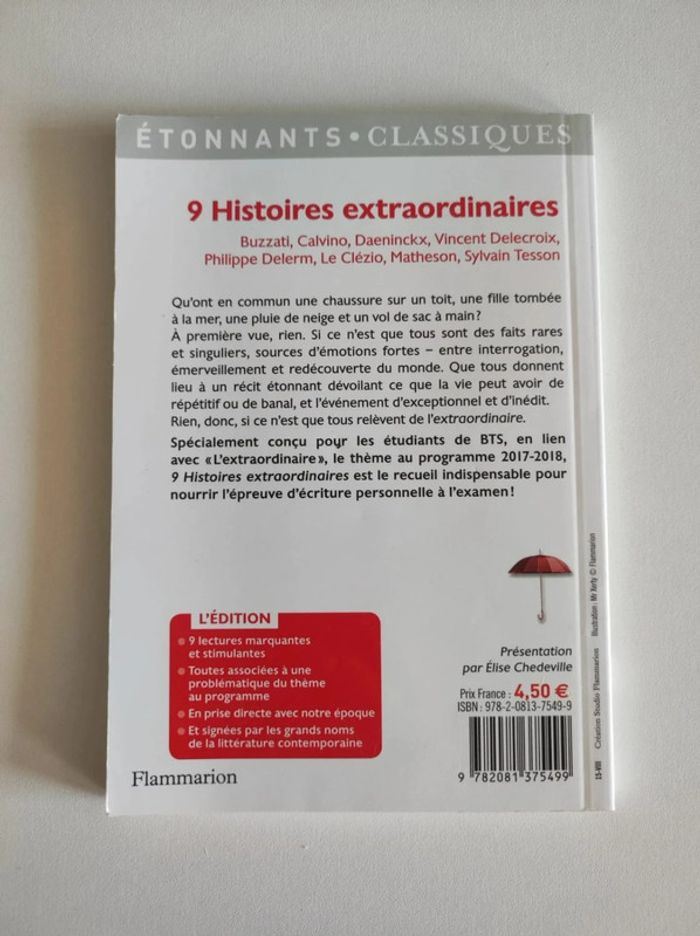 ÉTONNANTS • CLASSIQUES
9 Histoires extraordinaires
Buzzati, Calvino, Daeninckx, Vincent Delecroix,
Philippe Delerm, Le Clézio, Matheson, Sylvain Tesson
Qu'ont en commun une chaussure sur un toit, une fille tombée
à la mer, une pluie de neige et un vol de sac à main ?
À première vue, rien. Si ce n'est que tous sont des faits rares
et singuliers, sources d'émotions fortes – entre interrogation,
émerveillement et redécouverte du monde. Que tous donnent
lieu à un récit étonnant dévoilant ce que la vie peut avoir de
répétitif ou de banal, et l'événement d'exceptionnel et d'inédit.
Rien, donc, si ce n'est que tous relèvent de l'extraordinaire.
Spécialement conçu pour les étudiants de BTS, en lien
avec « L'extraordinaire », le thème au programme 2017-2018,
9 Histoires extraordinaires est le recueil indispensable pour
nourrir l'épreuve d'écriture personnelle à l'examen !
L'ÉDITION
• 9 lectures marquantes
et stimulantes
• Toutes associées à une
problématique du thème
au programme
• En prise directe avec notre époque
• Et signées par les grands noms
de la littérature contemporaine
Flammarion
Présentation
par Élise Chedeville
Prix France : 4,50 €
ISBN : 978-2-0813-7549-9
9 782081 375499
15-VIII Création Studio Flammarion Illustration : Mr Xerty © Flammarion